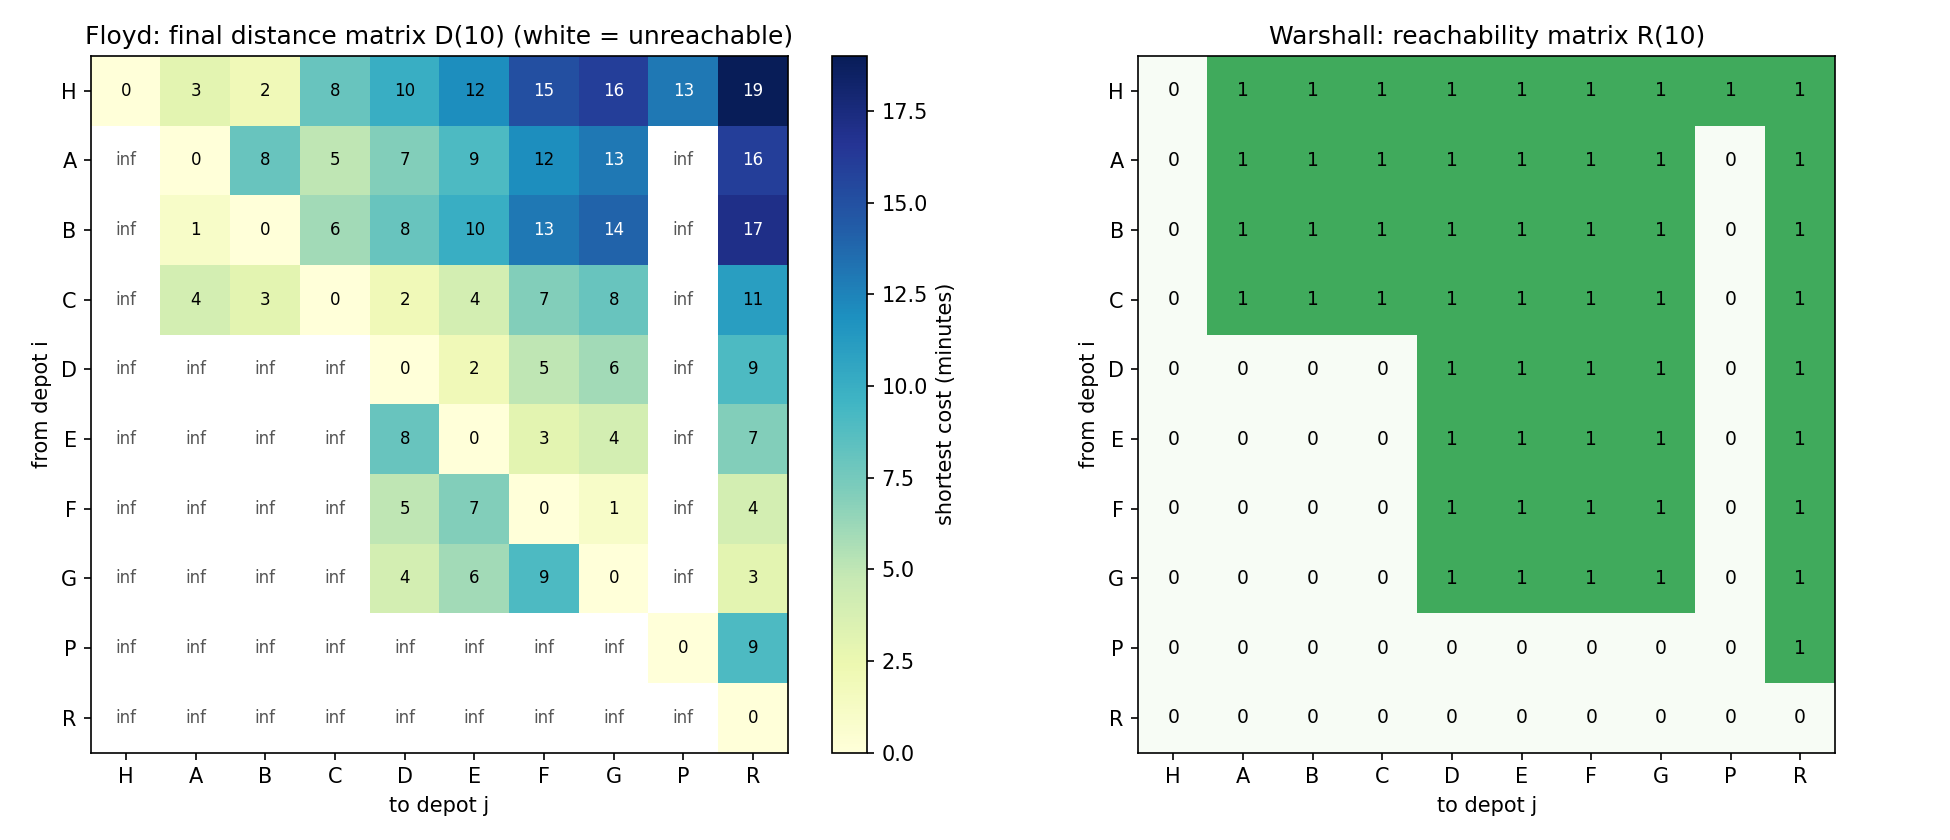 Floyd: final distance matrix D(10) (white = unreachable)
H 0 3 2 8 10 12 15 16 13 19
A inf 0 8 5 7 9 12 13 inf 16
B inf 1 0 6 8 10 13 14 inf 17
C inf 4 3 0 2 4 7 8 inf 11
D inf inf inf inf 0 2 5 6 inf 9
E inf inf inf inf 8 0 3 4 inf 7
F inf inf inf inf 5 7 0 1 inf 4
G inf inf inf inf 4 6 9 0 inf 3
P inf inf inf inf inf inf inf inf 0 9
R inf inf inf inf inf inf inf inf inf 0
H A B C D E F G P R
to depot j
from depot i
17.5
15.0
12.5
10.0
7.5
5.0
2.5
0.0
shortest cost (minutes)
Warshall: reachability matrix R(10)
H 0 1 1 1 1 1 1 1 1 1
A 0 1 1 1 1 1 1 1 0 1
B 0 1 1 1 1 1 1 1 0 1
C 0 1 1 1 1 1 1 1 0 1
D 0 0 0 0 1 1 1 1 0 1
E 0 0 0 0 1 1 1 1 0 1
F 0 0 0 0 1 1 1 1 0 1
G 0 0 0 0 1 1 1 1 0 1
P 0 0 0 0 0 0 0 0 0 1
R 0 0 0 0 0 0 0 0 0 0
H A B C D E F G P R
to depot j
from depot i